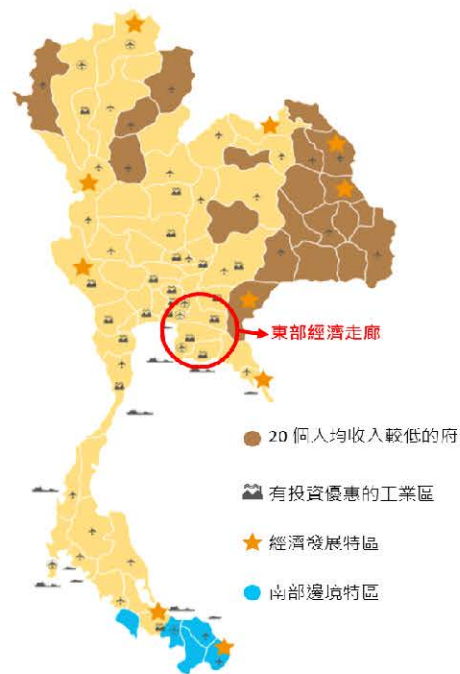 東部經濟走廊
20 個人均收入較低的府
有投資優惠的工業區
經濟發展特區
南部邊境特區